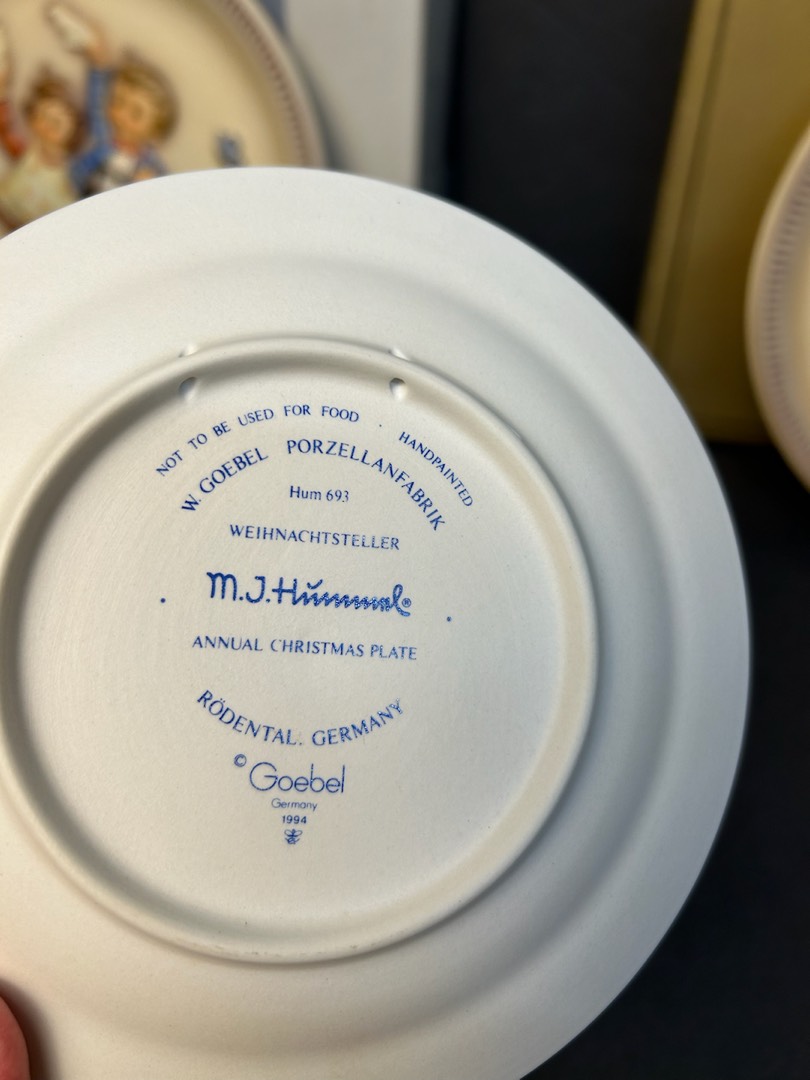 NOT TO BE USED FOR FOOD · HANDPAINTED
W. GOEBEL PORZELLANFABRIK
Hum 693
WEIHNACHTSTELLER
M.J.Hummel®
ANNUAL CHRISTMAS PLATE
RÖDENTAL. GERMANY
© Goebel
Germany
1994